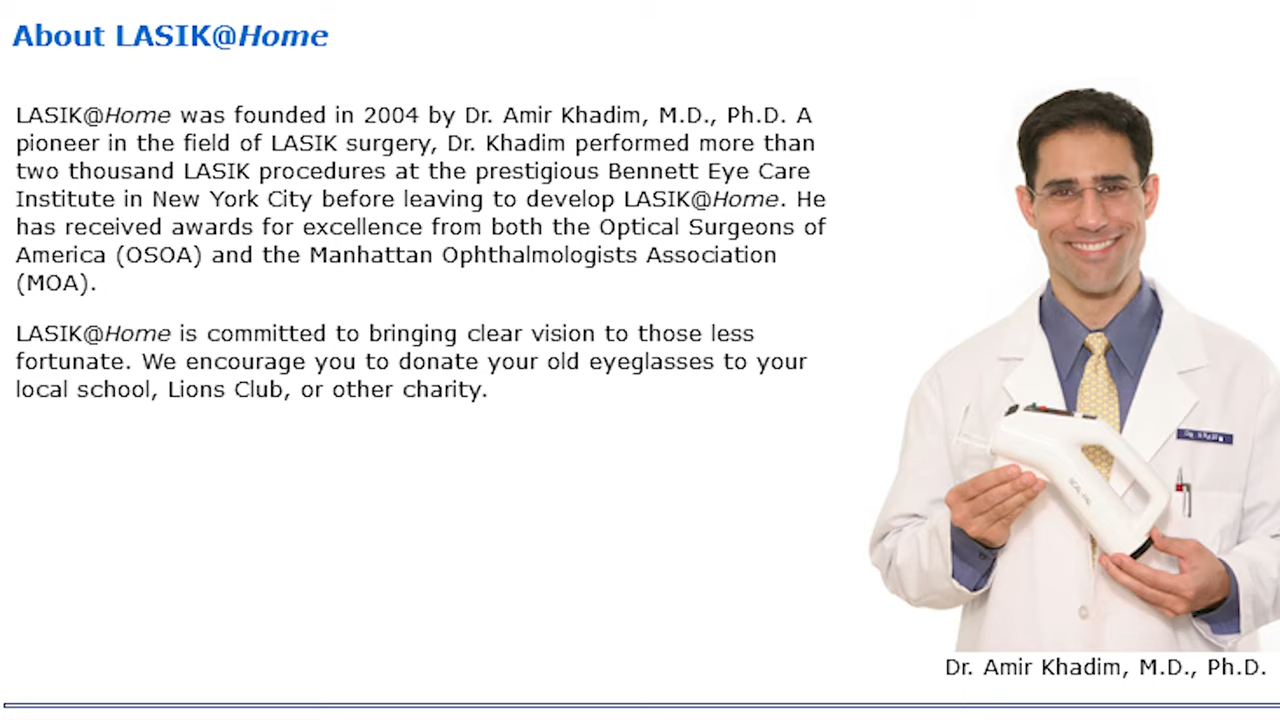 About LASIK@Home
LASIK@Home was founded in 2004 by Dr. Amir Khadim, M.D., Ph.D. A
pioneer in the field of LASIK surgery, Dr. Khadim performed more than
two thousand LASIK procedures at the prestigious Bennett Eye Care
Institute in New York City before leaving to develop LASIK@Home. He
has received awards for excellence from both the Optical Surgeons of
America (OSOA) and the Manhattan Ophthalmologists Association
(MOA).
LASIK@Home is committed to bringing clear vision to those less
fortunate. We encourage you to donate your old eyeglasses to your
local school, Lions Club, or other charity.
Dr. Amir Khadim, M.D., Ph.D.